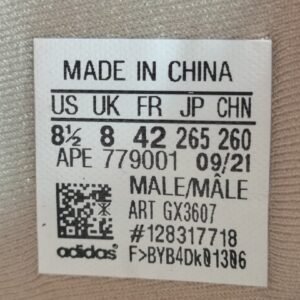 MADE IN CHINA
US UK FR JP CHN
8½ 8 42 265 260
APE 779001 09/21
MALE/MÂLE
ART GX3607
#128317718
adidas® F>BYB4Dk01306